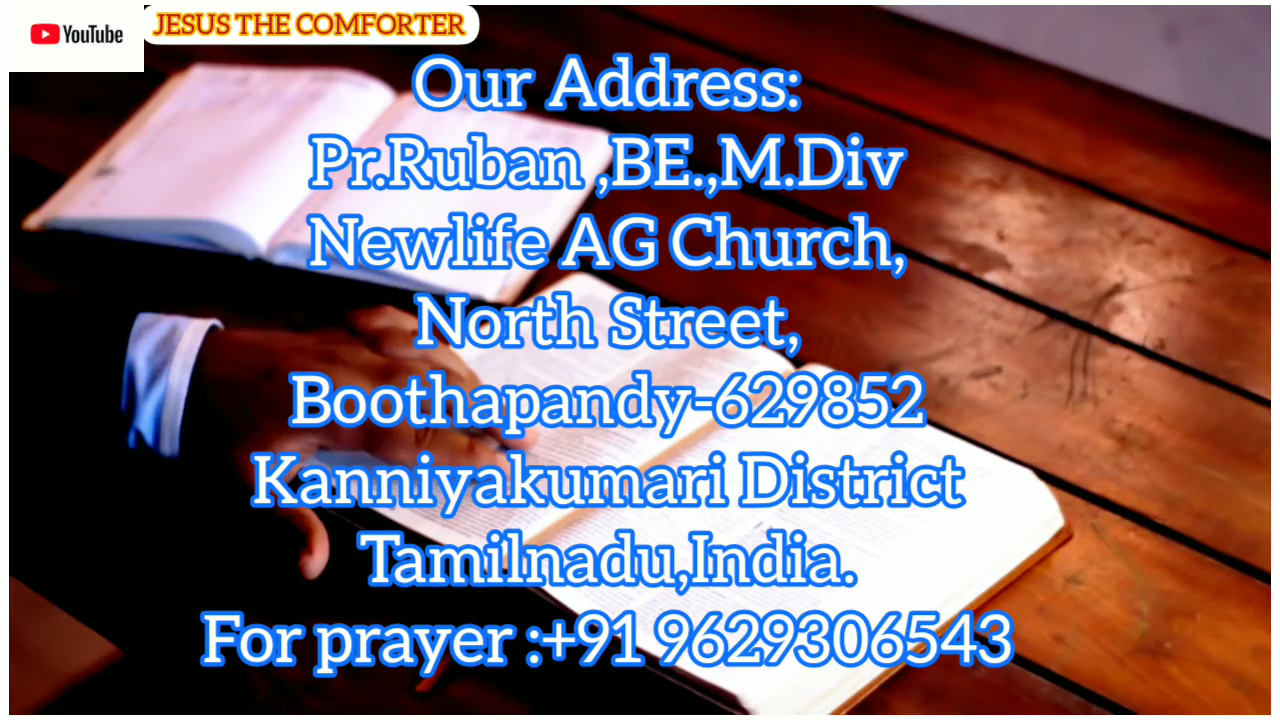 YouTube
JESUS THE COMFORTER
Our Address:
Pr.Ruban ,BE.,M.Div
Newlife AG Church,
North Street,
Boothapandy-629852
Kanniyakumari District
Tamilnadu,India.
For prayer :+91 9629306543